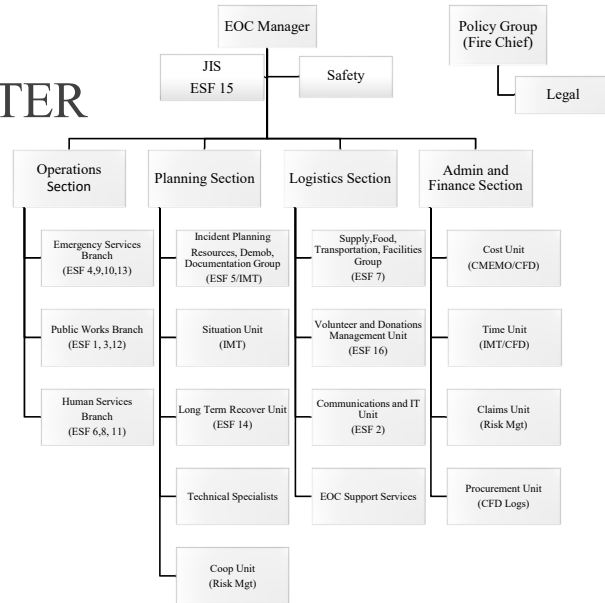 EOC Manager
Policy Group
(Fire Chief)
JIS
ESF 15
Safety
Legal
TER
Operations
Section
Planning Section
Logistics Section
Admin and
Finance Section
Emergency Services
Branch
(ESF 4,9,10,13)
Public Works Branch
(ESF 1, 3,12)
Human Services
Branch
(ESF 6,8, 11)
Incident Planning
Resources, Demob,
Documentation Group
(ESF 5/IMT)
Situation Unit
(IMT)
Long Term Recover Unit
(ESF 14)
Technical Specialists
Coop Unit
(Risk Mgt)
Supply,Food,
Transportation, Facilities
Group
(ESF 7)
Volunteer and Donations
Management Unit
(ESF 16)
Communications and IT
Unit
(ESF 2)
EOC Support Services
Cost Unit
(CMEMO/CFD)
Time Unit
(IMT/CFD)
Claims Unit
(Risk Mgt)
Procurement Unit
(CFD Logs)